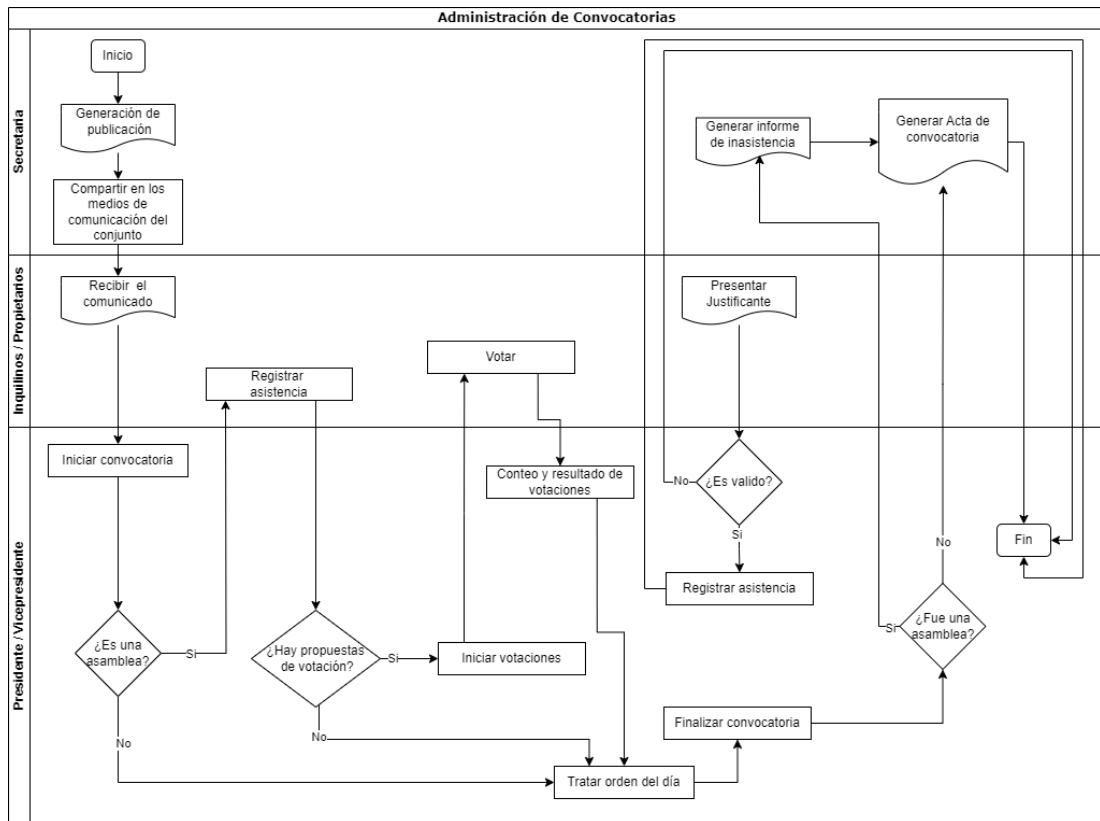 Administración de Convocatorias
Secretaria
Inicio
Generación de
publicación
Compartir en los
medios de
comunicación del
conjunto
Generar informe
de inasistencia
Generar Acta de
convocatoria
Inquilinos / Propietarios
Recibir el
comunicado
Registrar
asistencia
Votar
Presentar
Justificante
Presidente / Vicepresidente
Iniciar convocatoria
Conteo y resultado de
votaciones
No
¿Es valido?
Si
Registrar asistencia
Fin
No
¿Es una
asamblea?
Si
¿Hay propuestas
de votación?
Si
Iniciar votaciones
Si
¿Fue una
asamblea?
No
No
Finalizar convocatoria
Tratar orden del día